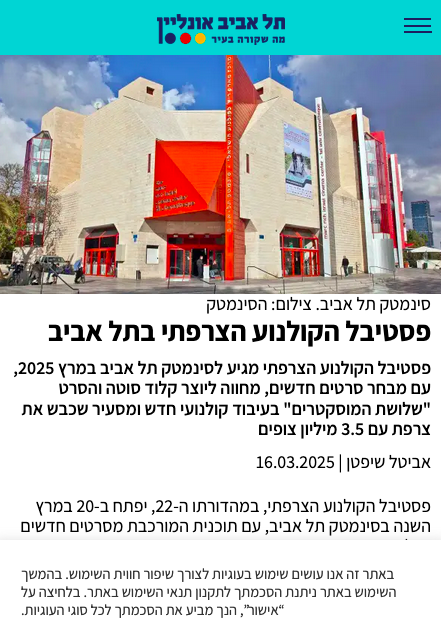 תל אביב אונליין
מה שקורה בעיר
סינמטק תל אביב. צילום: הסינמטק
פסטיבל הקולנוע הצרפתי בתל אביב
פסטיבל הקולנוע הצרפתי מגיע לסינמטק תל אביב במרץ 2025,
עם מבחר סרטים חדשים, מחווה ליוצר קלוד סוטה והסרט
"שלושת המוסקטרים" בעיבוד קולנועי חדש ומסעיר שכבש את
צרפת עם 3.5 מיליון צופים
אביטל שיפטן | 16.03.2025
פסטיבל הקולנוע הצרפתי, במהדורתו ה-22, יפתח ב-20 במרץ
השנה בסינמטק תל אביב, עם תוכנית המורכבת מסרטים חדשים
באתר זה אנו עושים שימוש בעוגיות לצורך שיפור חווית השימוש. בהמשך
השימוש באתר ניתנת הסכמתך לתקנון תנאי השימוש באתר. בלחיצה על
“אישור”, הנך מביע את הסכמתך לכל סוגי העוגיות.